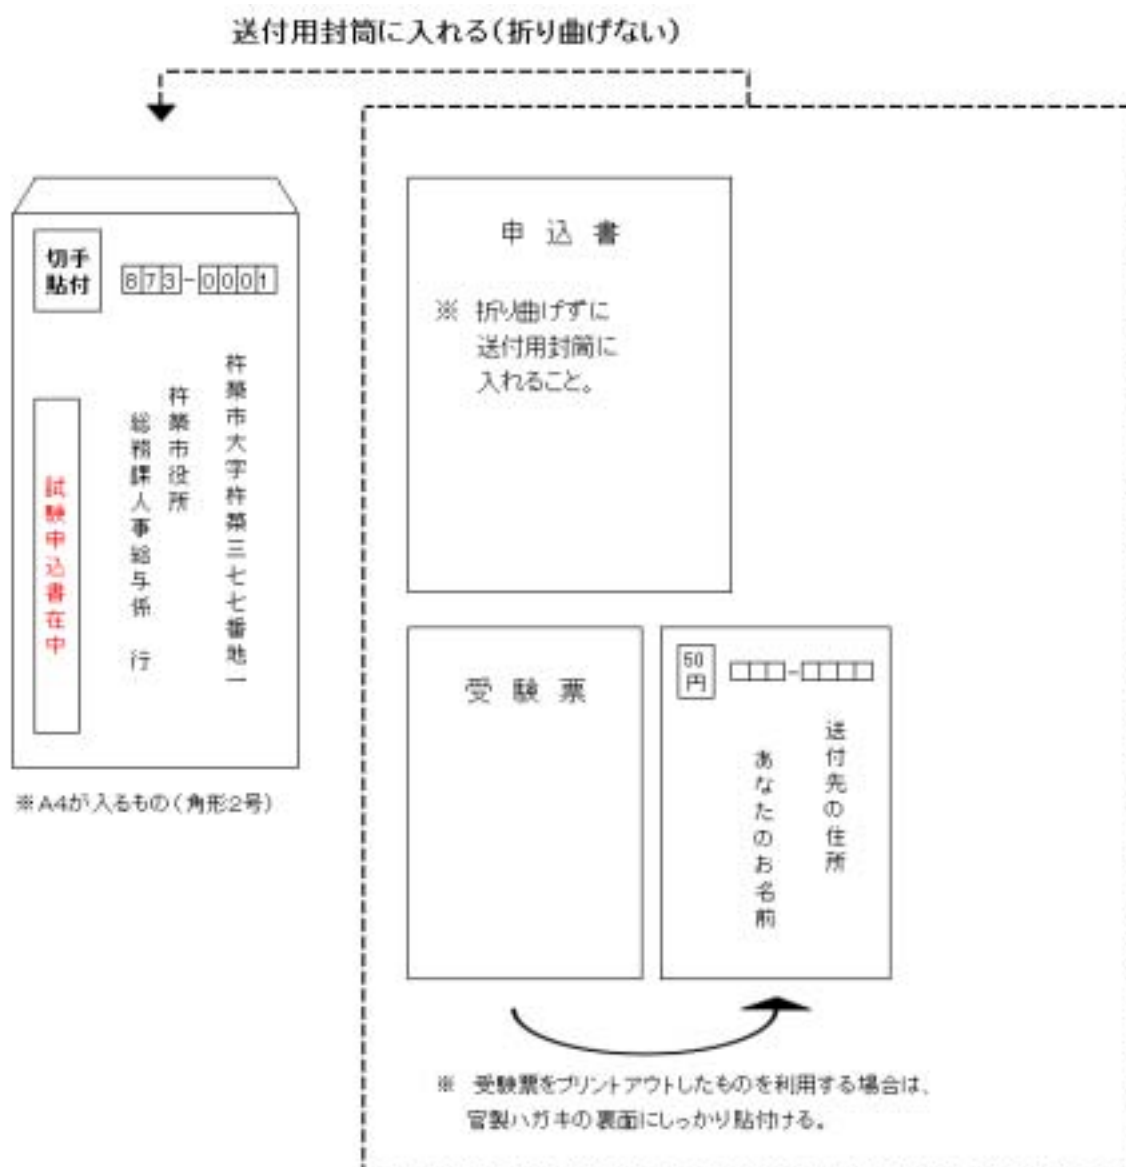 送付用封筒に入れる(折り曲げない)
切手
貼付
873-0001
杵築市大字杵築三七七番地一
杵築市役所
総務課人事給与係 行
試験申込書在中
※A4が入るもの(角形2号)
申込書
※ 折り曲げずに
送付用封筒に
入れること。
受験票
50
円
送付先の住所
あなたのお名前
※ 受験票をプリントアウトしたものを利用する場合は、
官製ハガキの裏面にしっかり貼付ける。